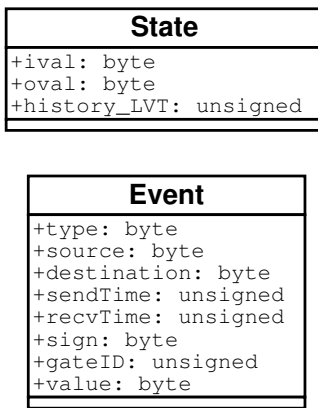 State
+ival: byte
+oval: byte
+history_LVT: unsigned
Event
+type: byte
+source: byte
+destination: byte
+sendTime: unsigned
+recvTime: unsigned
+sign: byte
+gateID: unsigned
+value: byte